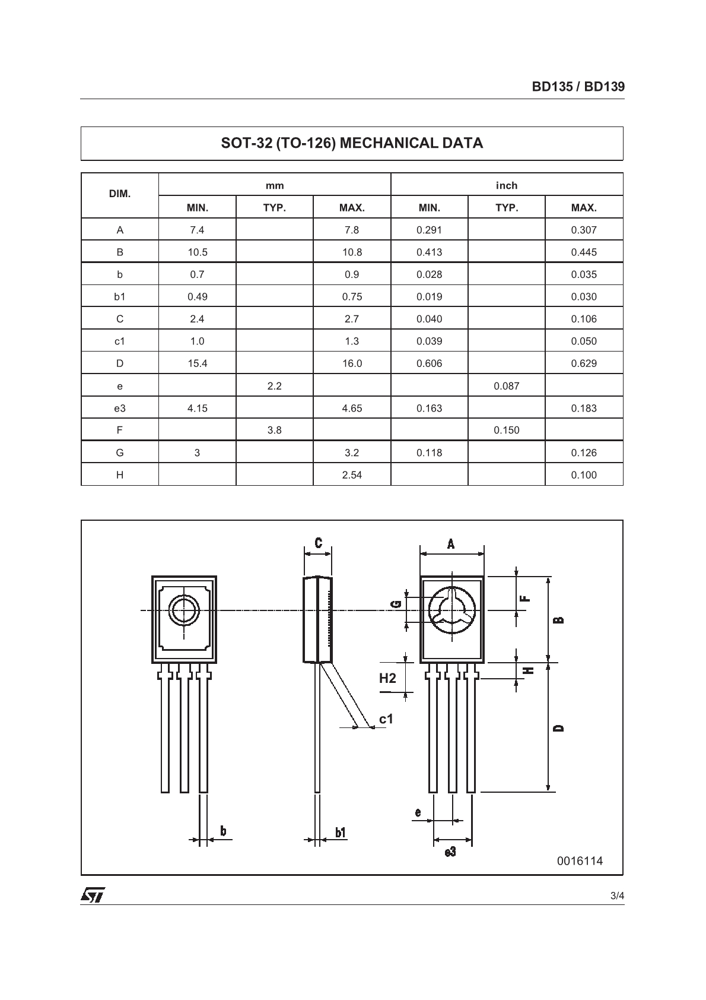 BD135 / BD139
SOT-32 (TO-126) MECHANICAL DATA
DIM. mm inch
MIN. TYP. MAX. MIN. TYP. MAX.
A 7.4 7.8 0.291 0.307
B 10.5 10.8 0.413 0.445
b 0.7 0.9 0.028 0.035
b1 0.49 0.75 0.019 0.030
C 2.4 2.7 0.040 0.106
c1 1.0 1.3 0.039 0.050
D 15.4 16.0 0.606 0.629
e 2.2 0.087
e3 4.15 4.65 0.163 0.183
F 3.8 0.150
G 3 3.2 0.118 0.126
H 2.54 0.100
C A
G F
B
H2 H
c1
D
e
b b1
e3
0016114
ST 3/4